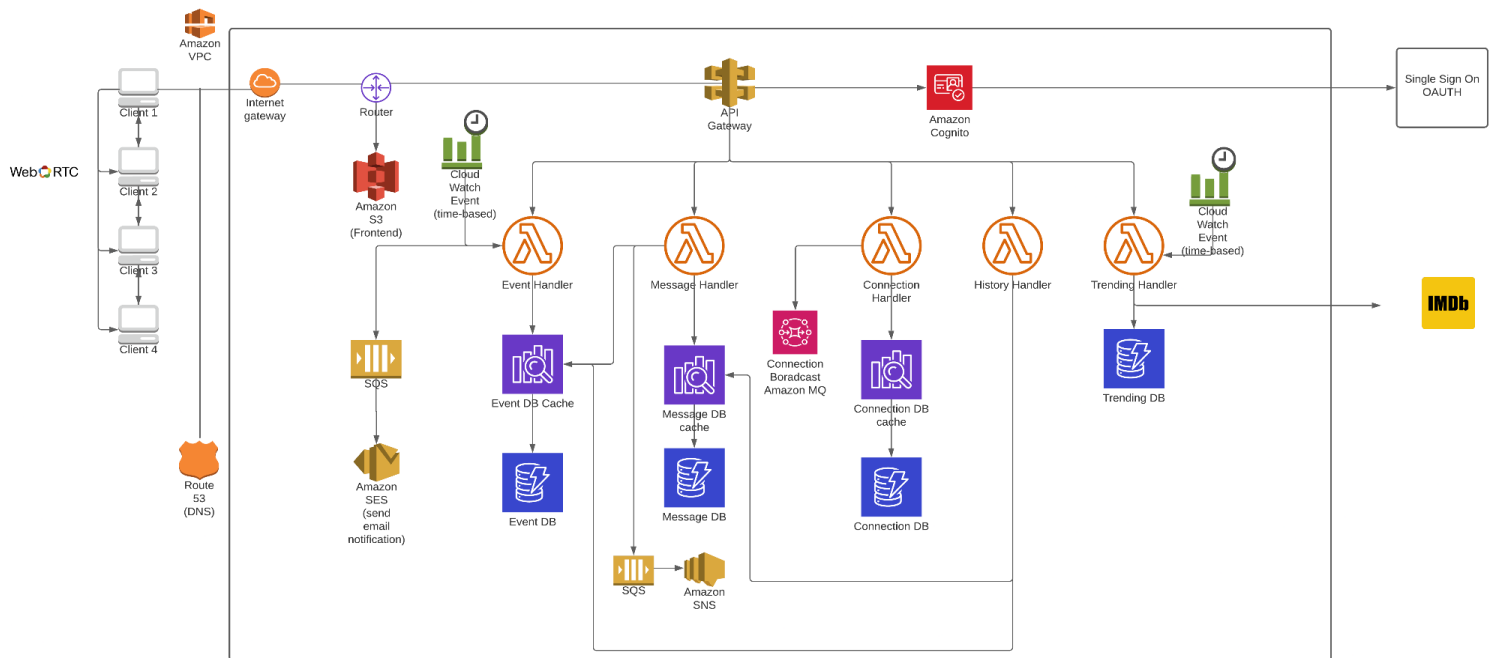 Amazon
VPC
Client 1
Client 2
Client 3
Client 4
Web RTC
Internet
gateway
Route
53
(DNS)
Router
Amazon
S3
(Frontend)
Cloud
Watch
Event
(time-based)
API
Gateway
Amazon
Cognito
Single Sign On
OAUTH
Event Handler
Message Handler
Connection
Handler
History Handler
Trending Handler
Cloud
Watch
Event
(time-based)
IMDb
SQS
Event DB Cache
Message DB
cache
Connection
Boradcast
Amazon MQ
Connection DB
cache
Trending DB
Amazon
SES
(send
email
notification)
Event DB
Message DB
Connection DB
SQS
Amazon
SNS